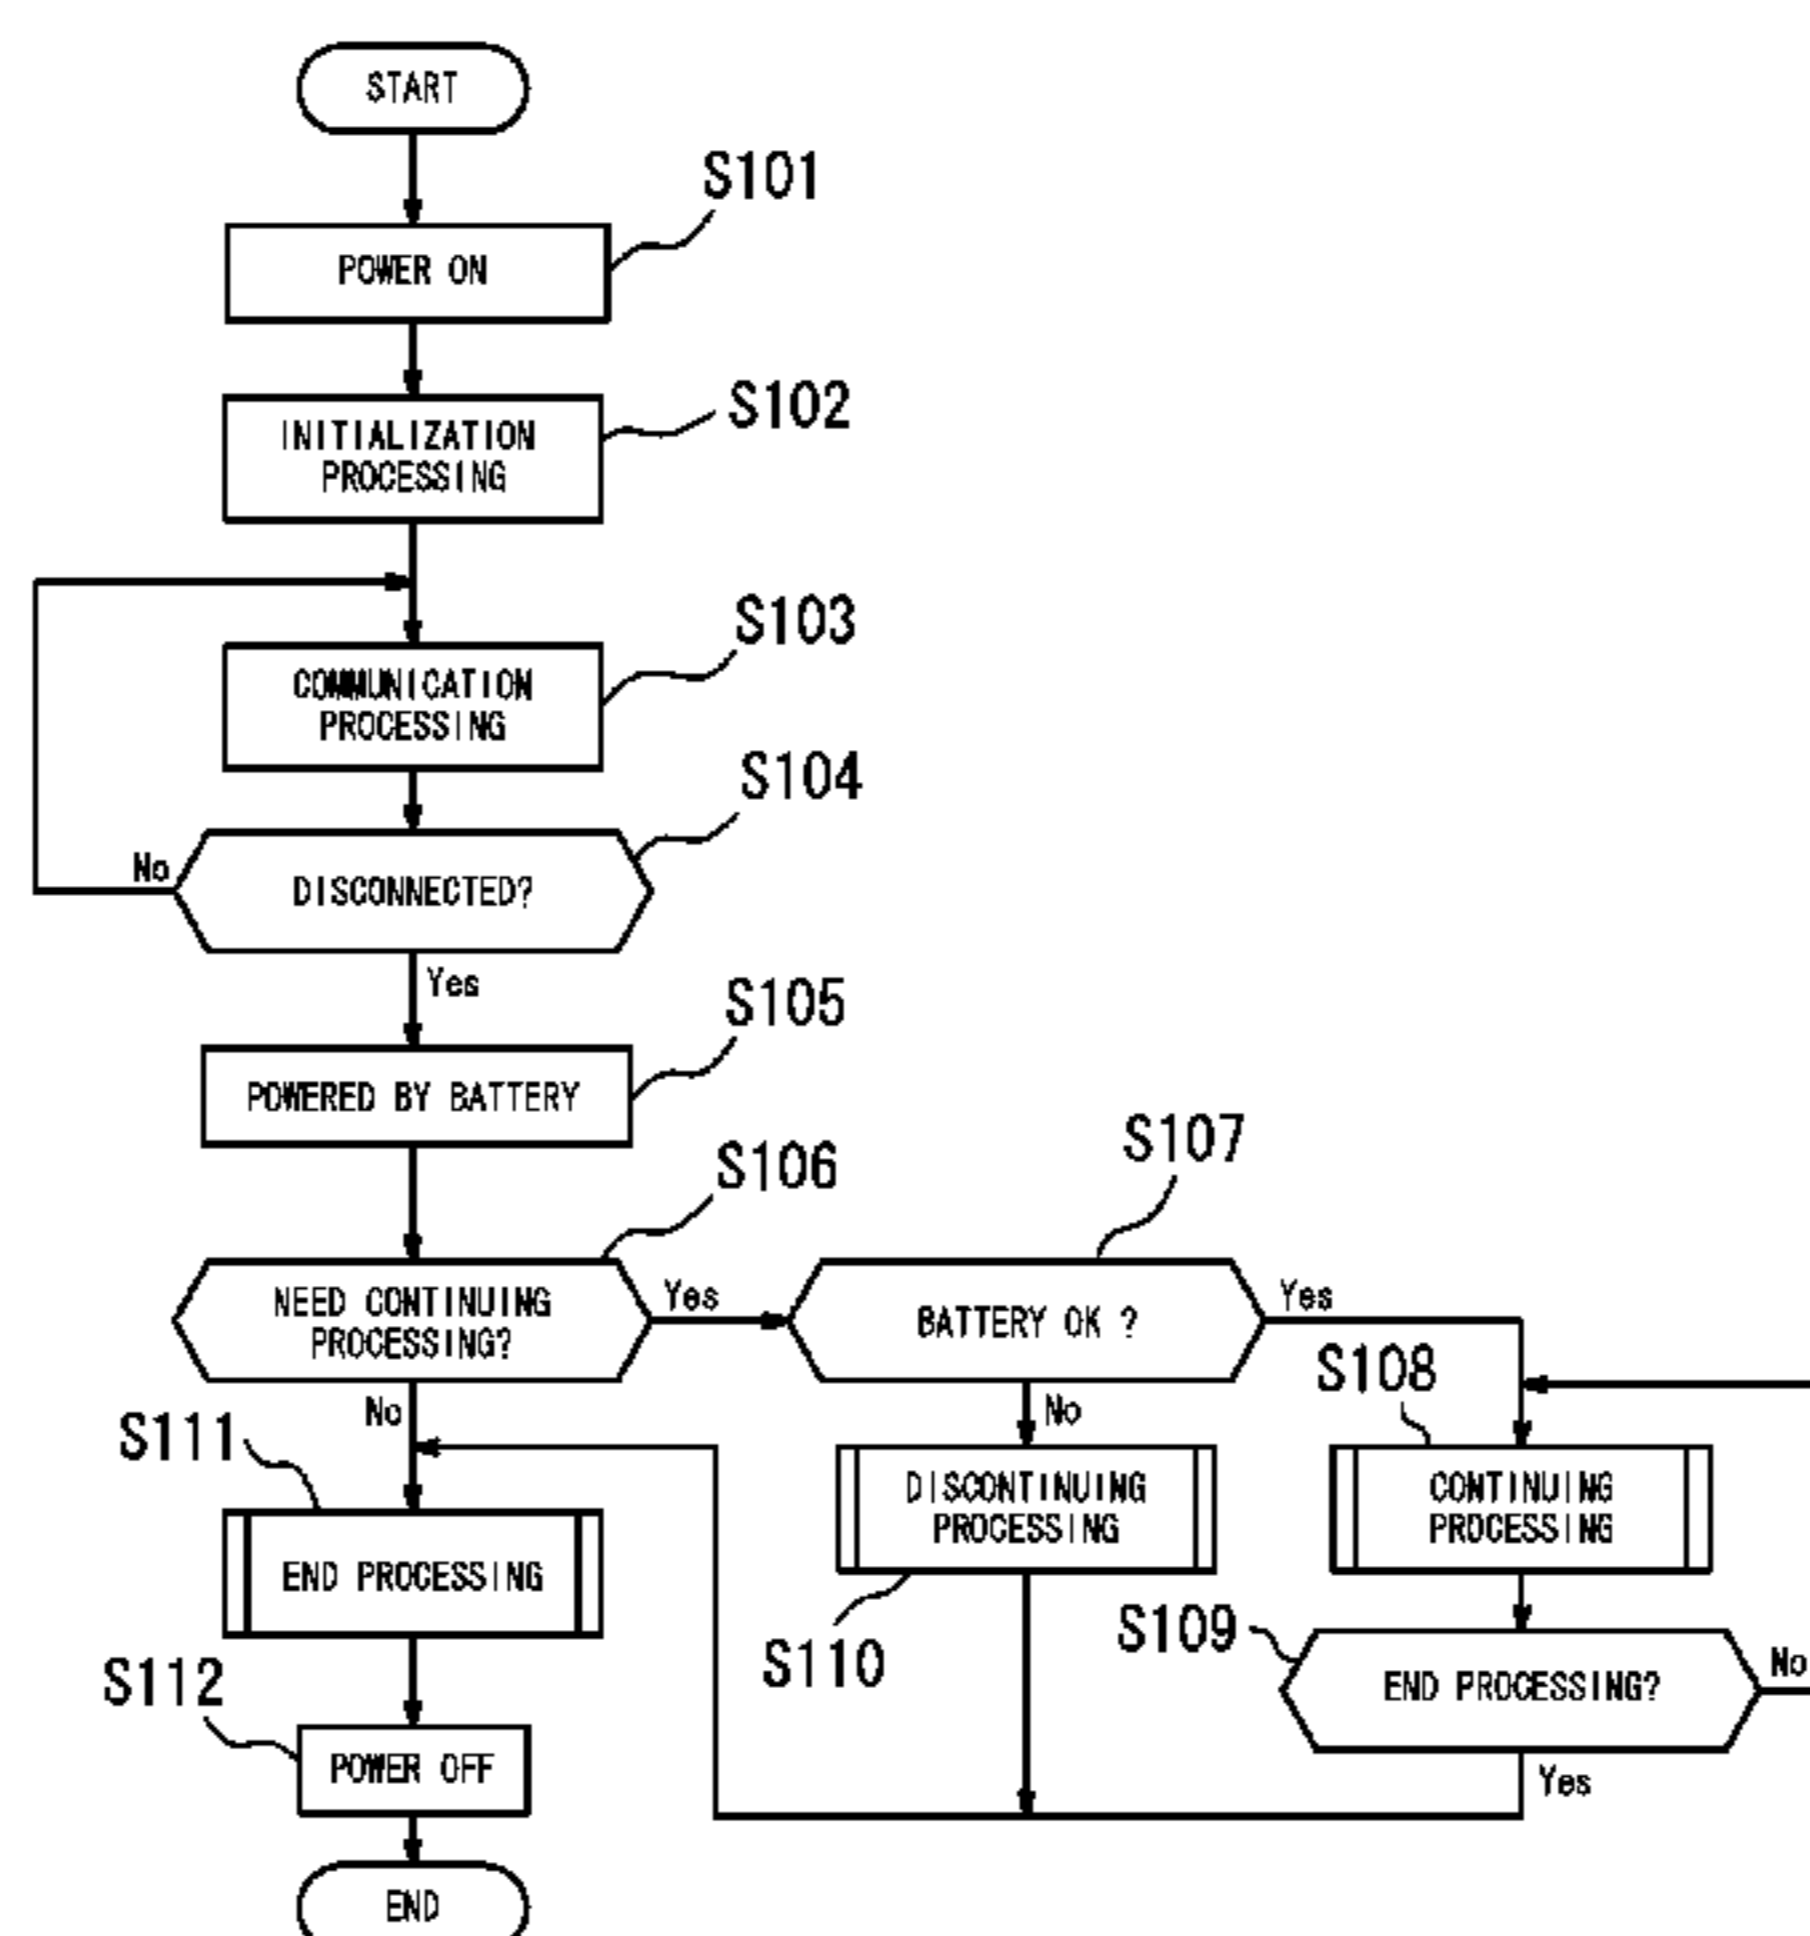 START
S101
POWER ON
S102
INITIALIZATION
PROCESSING
S103
COMMUNICATION
PROCESSING
S104
No
DISCONNECTED?
Yes
S105
POWERED BY BATTERY
S106
S107
NEED CONTINUING
PROCESSING?
Yes
BATTERY OK ?
Yes
S108
No
No
S111
DISCONTINUING
PROCESSING
CONTINUING
PROCESSING
END PROCESSING
S110
S109
END PROCESSING?
No
S112
POWER OFF
Yes
END